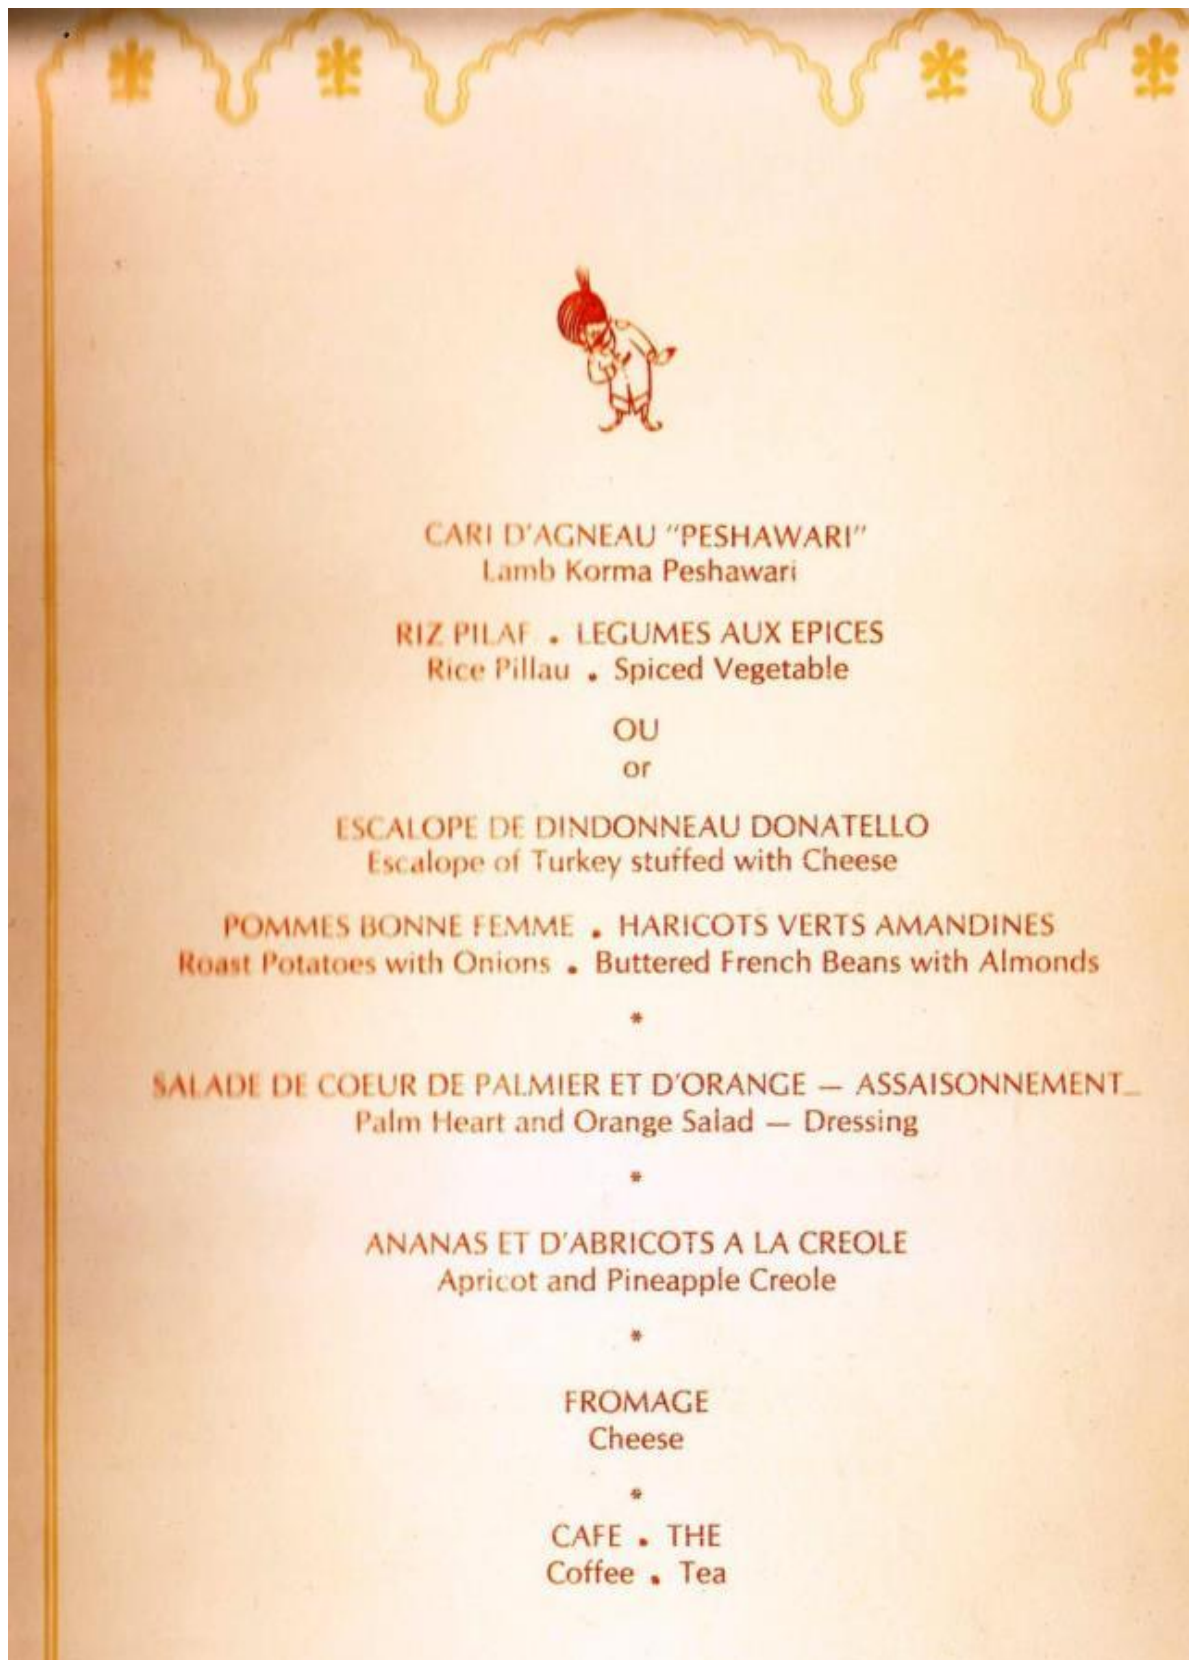 CARI D'AGNEAU "PESHAWARI"
Lamb Korma Peshawari
RIZ PILAF . LEGUMES AUX EPICES
Rice Pillau . Spiced Vegetable
OU
or
ESCALOPE DE DINDONNEAU DONATELLO
Escalope of Turkey stuffed with Cheese
POMMES BONNE FEMME . HARICOTS VERTS AMANDINES
Roast Potatoes with Onions . Buttered French Beans with Almonds
*
SALADE DE COEUR DE PALMIER ET D'ORANGE — ASSAISONNEMENT
Palm Heart and Orange Salad — Dressing
*
ANANAS ET D'ABRICOTS A LA CREOLE
Apricot and Pineapple Creole
*
FROMAGE
Cheese
*
CAFE . THE
Coffee . Tea